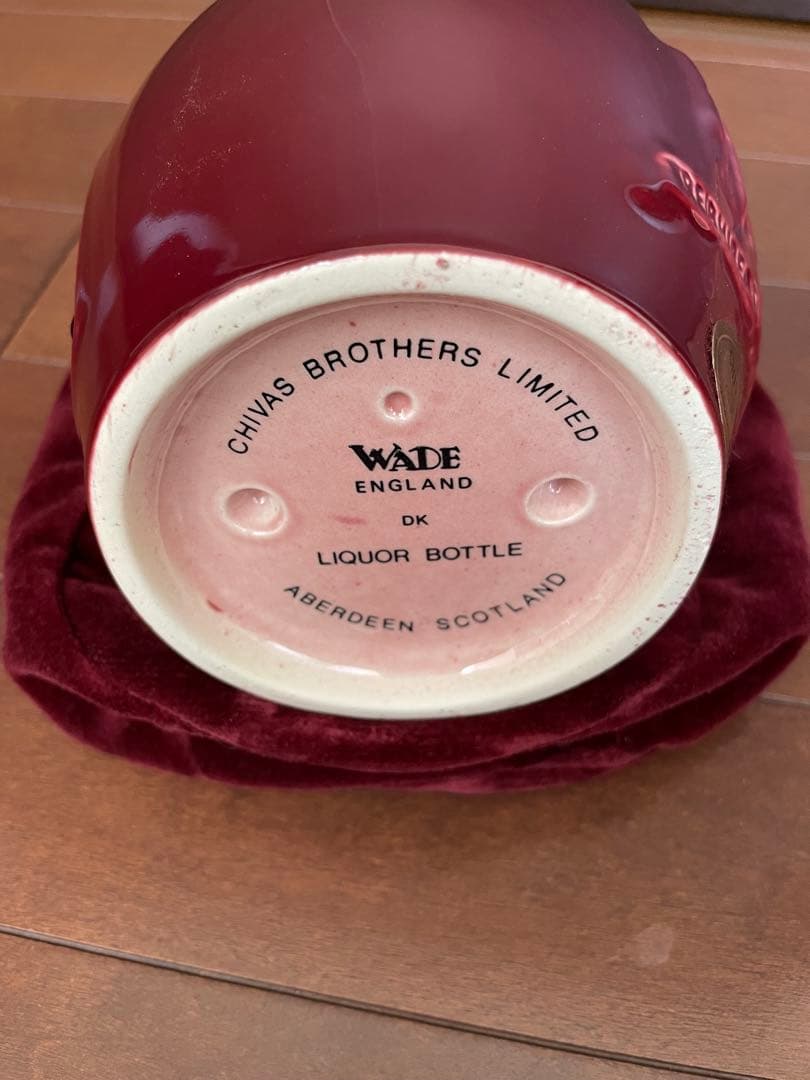 CHIVAS BROTHERS LIMITED
WADE
ENGLAND
DK
LIQUOR BOTTLE
ABERDEEN SCOTLAND